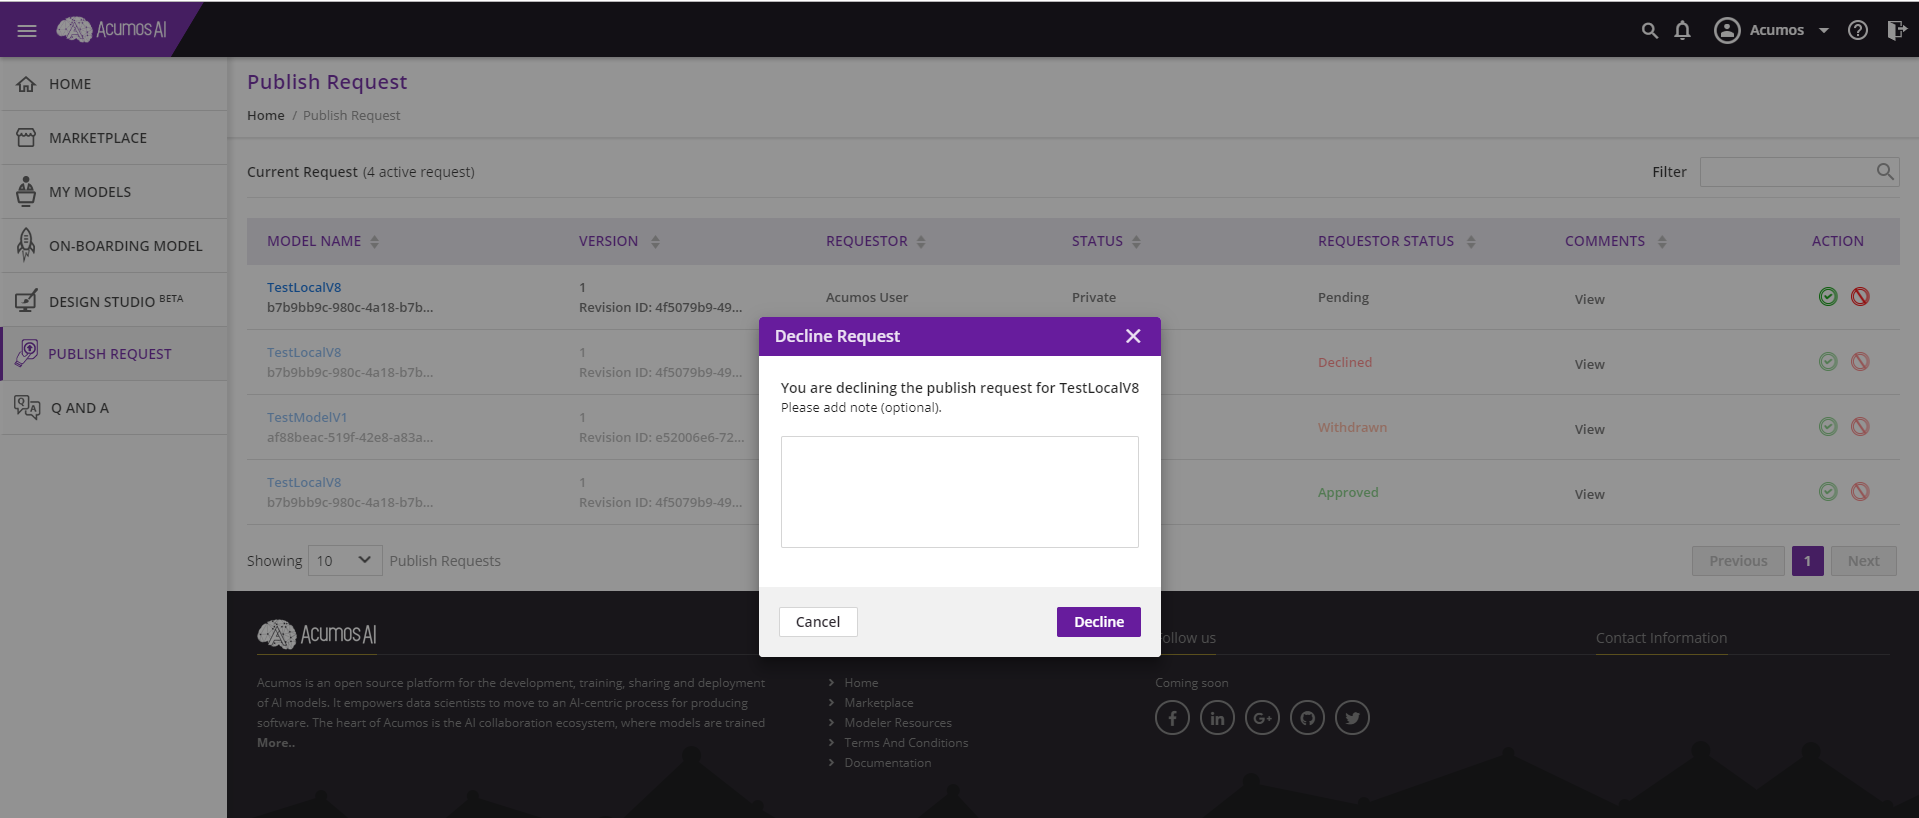 Acumos AI
Acumos
HOME
MARKETPLACE
MY MODELS
ON-BOARDING MODEL
DESIGN STUDIO BETA
PUBLISH REQUEST
Q AND A
Publish Request
Home / Publish Request
Current Request (4 active request)
Filter
MODEL NAME VERSION REQUESTOR STATUS REQUESTOR STATUS COMMENTS ACTION
TestLocalV8 1
b7b9bb9c-980c-4a18-b7b... Revision ID: 4f5079b9-49... Acumos User Private Pending View
TestLocalV8 1
b7b9bb9c-980c-4a18-b7b... Revision ID: 4f5079b9-49... Declined View
TestModelV1 1
af88beac-519f-42e8-a83a... Revision ID: e52006e6-72... Withdrawn View
TestLocalV8 1
b7b9bb9c-980c-4a18-b7b... Revision ID: 4f5079b9-49... Approved View
Showing 10 Publish Requests
Previous 1 Next
Decline Request
You are declining the publish request for TestLocalV8
Please add note (optional).
Cancel Decline
Acumos AI
Acumos is an open source platform for the development, training, sharing and deployment
of AI models. It empowers data scientists to move to an AI-centric process for producing
software. The heart of Acumos is the AI collaboration ecosystem, where models are trained
More..
Home
Marketplace
Modeler Resources
Terms And Conditions
Documentation
ollow us
Coming soon
f in G+
Contact Information